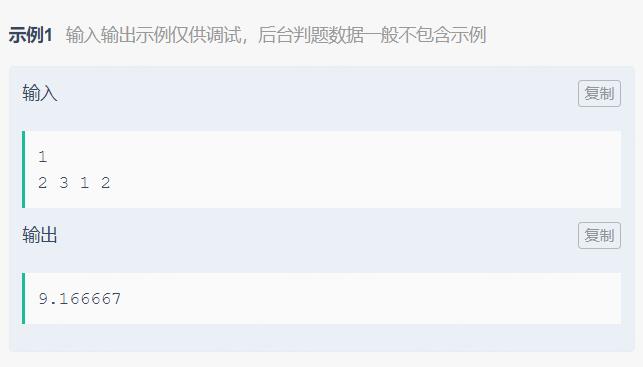 示例1 输入输出示例仅供调试，后台判题数据一般不包含示例
输入 复制
1
2 3 1 2
输出 复制
9.166667